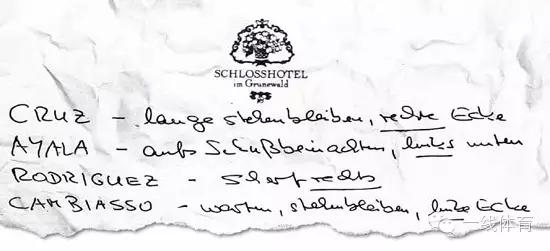 SCHLOSSHOTEL
im Grunewald
CRUZ - lange stehenbleiben, rechte Ecke
AYALA - aufs Schußbein achten, links unten
RODRIGUEZ - scharf rechts
CAMBIASSO - warten, stehenbleiben, linke Ecke
一线体育